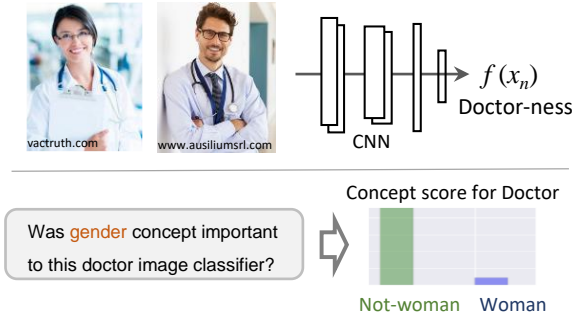 vactruth.com
www.ausiliumsrl.com
CNN
f(xₙ)
Doctor-ness
Was gender concept important
to this doctor image classifier?
Concept score for Doctor
Not-woman
Woman